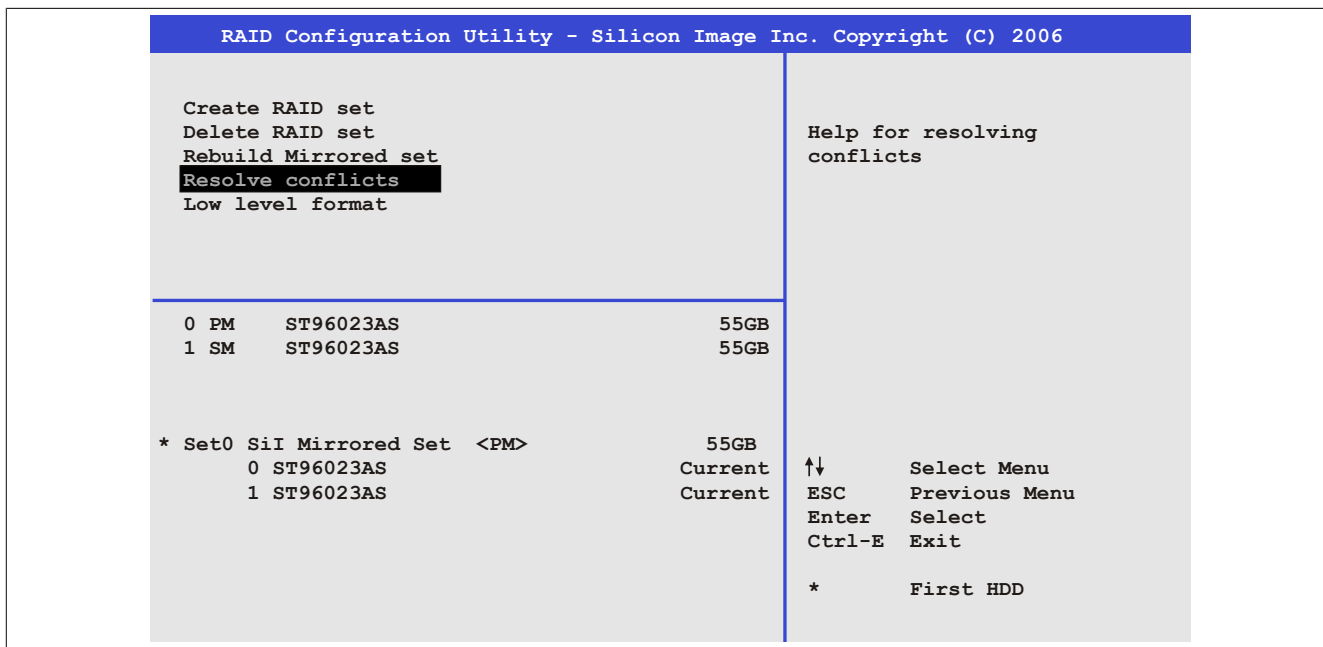 RAID Configuration Utility - Silicon Image Inc. Copyright (C) 2006
Create RAID set
Delete RAID set
Rebuild Mirrored set
Resolve conflicts
Low level format
Help for resolving
conflicts
0 PM ST96023AS 55GB
1 SM ST96023AS 55GB
* Set0 SiI Mirrored Set <PM> 55GB
0 ST96023AS Current
1 ST96023AS Current
↑↓ Select Menu
ESC Previous Menu
Enter Select
Ctrl-E Exit
* First HDD